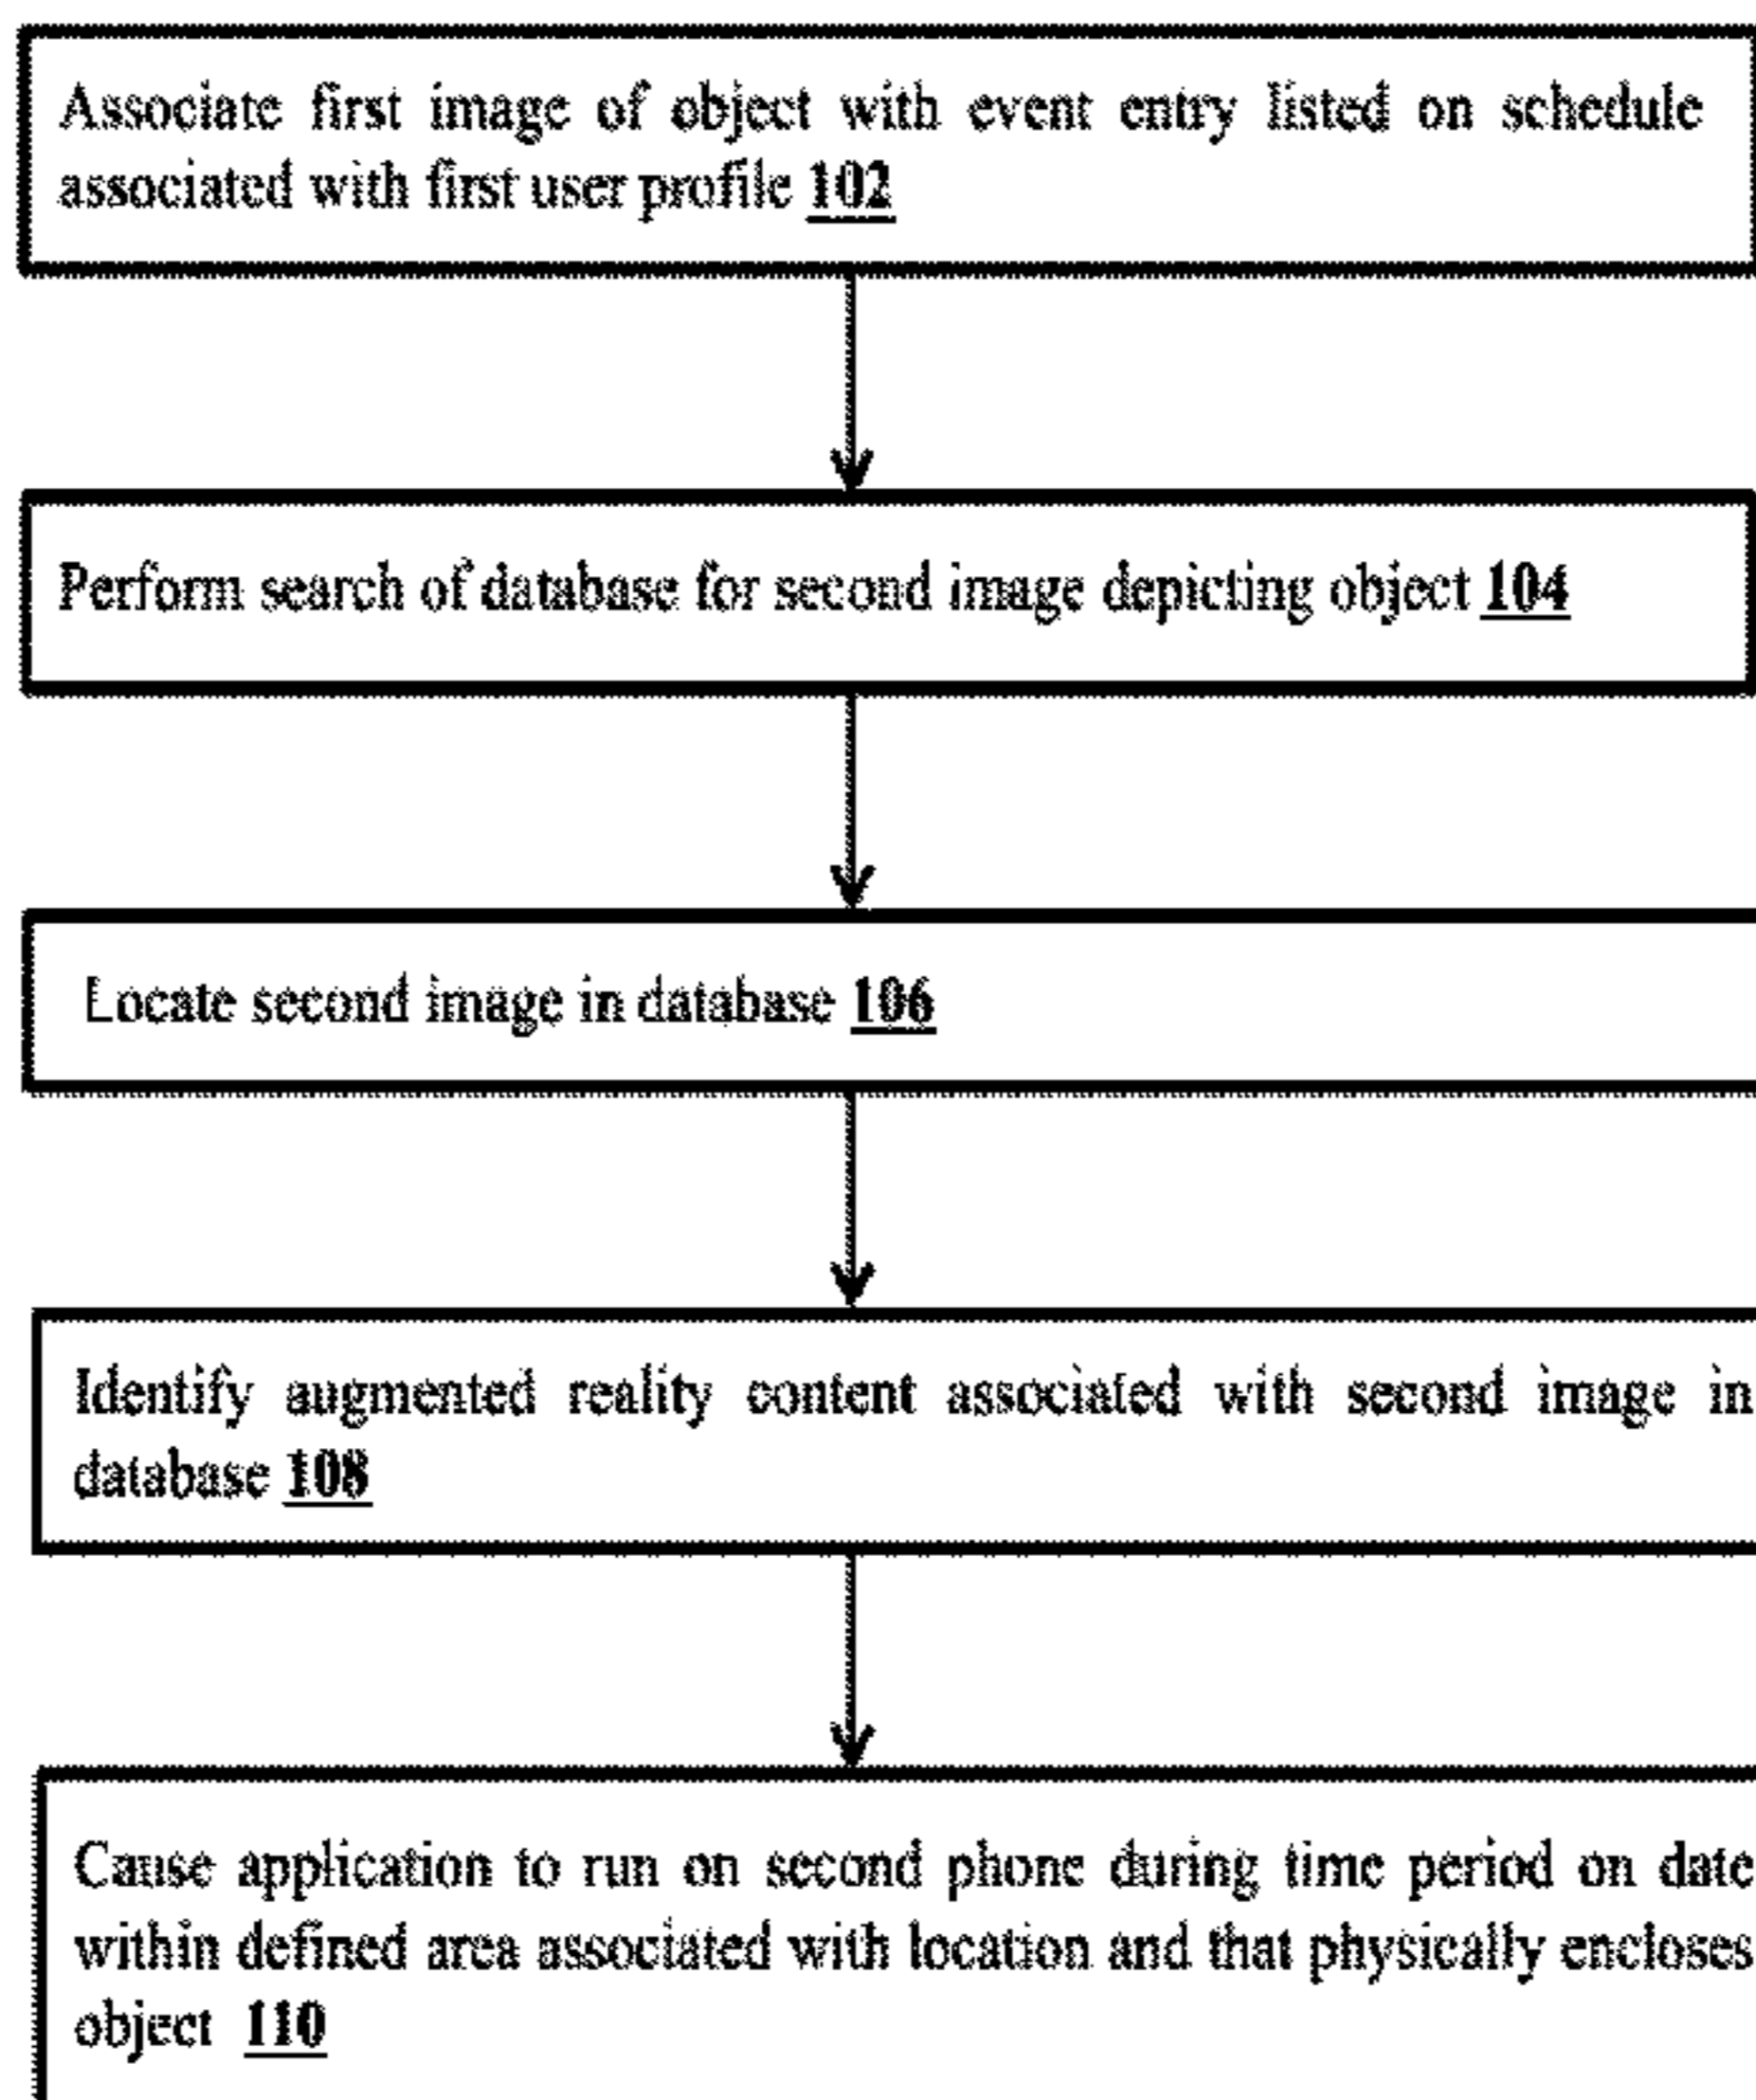 Associate first image of object with event entry listed on schedule
associated with first user profile 102
Perform search of database for second image depicting object 104
Locate second image in database 106
Identify augmented reality content associated with second image in
database 108
Cause application to run on second phone during time period on date
within defined area associated with location and that physically encloses
object 110